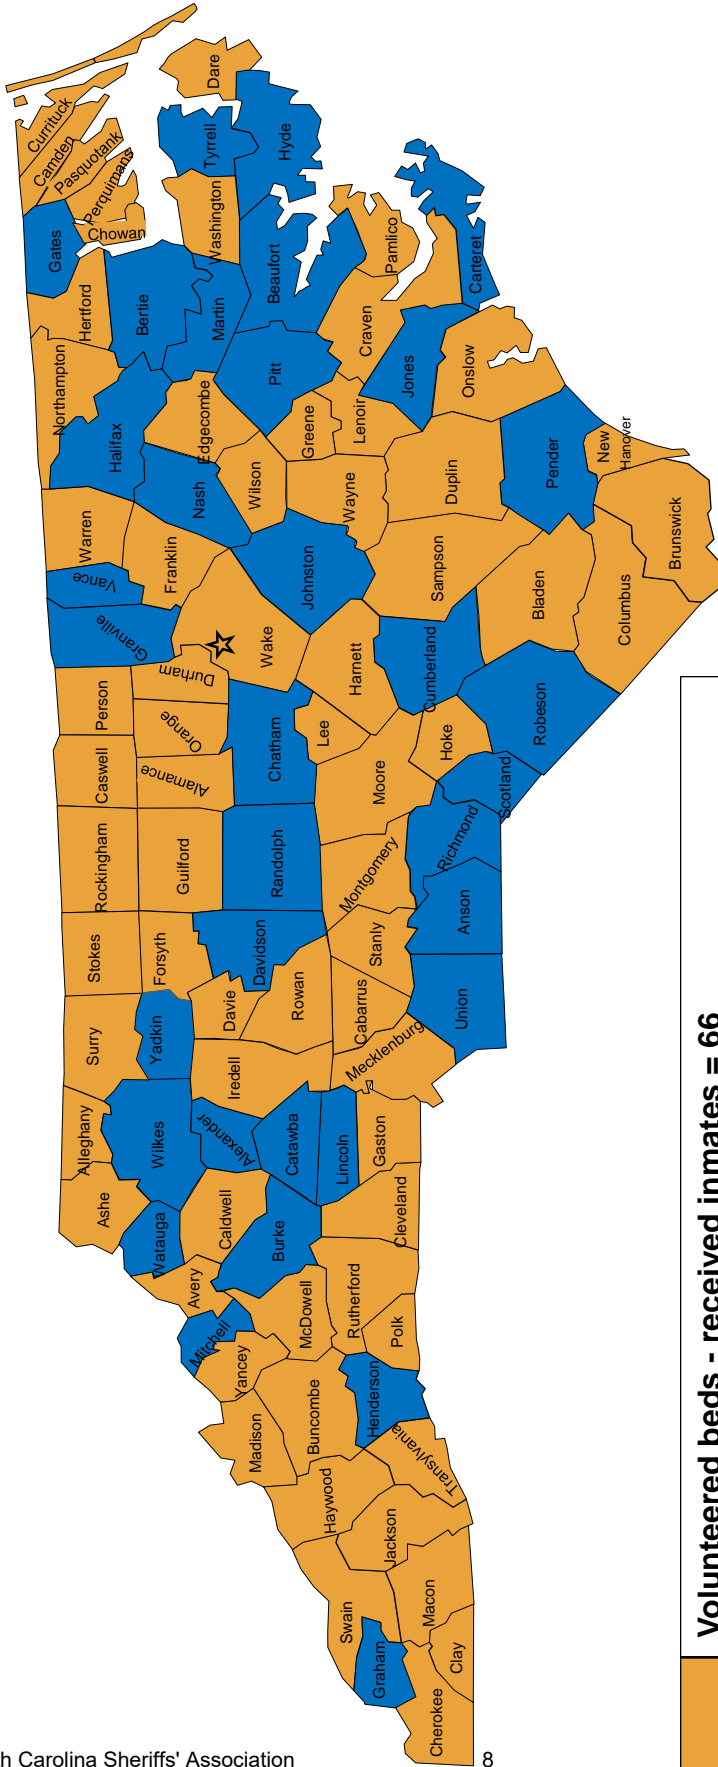 Cherokee
Graham
Clay
Swain
Macon
Jackson
Haywood
Transylvania
Madison
Buncombe
Henderson
Yancey
Mitchell
McDowell
Rutherford
Polk
Avery
Watauga
Burke
Caldwell
Cleveland
Ashe
Alleghany
Wilkes
Alexander
Catawba
Lincoln
Gaston
Surry
Yadkin
Iredell
Mecklenburg
Stokes
Forsyth
Davie
Davidson
Rowan
Cabarrus
Stanly
Union
Rockingham
Guilford
Randolph
Montgomery
Richmond
Anson
Caswell
Alamance
Chatham
Moore
Scotland
Person
Orange
Durham
Lee
Hoke
Robeson
Granville
Wake
Harnett
Cumberland
Vance
Warren
Franklin
Johnston
Sampson
Bladen
Columbus
Brunswick
Halifax
Nash
Wilson
Wayne
Duplin
Pender
New
Hanover
Northampton
Edgecombe
Pitt
Greene
Lenoir
Jones
Onslow
Hertford
Bertie
Martin
Beaufort
Craven
Pamlico
Carteret
Gates
Chowan
Perquimans
Pasquotank
Camden
Currituck
Washington
Tyrrell
Hyde
Dare
Volunteered beds - received inmates = 66
h Carolina Sheriffs' Association
8